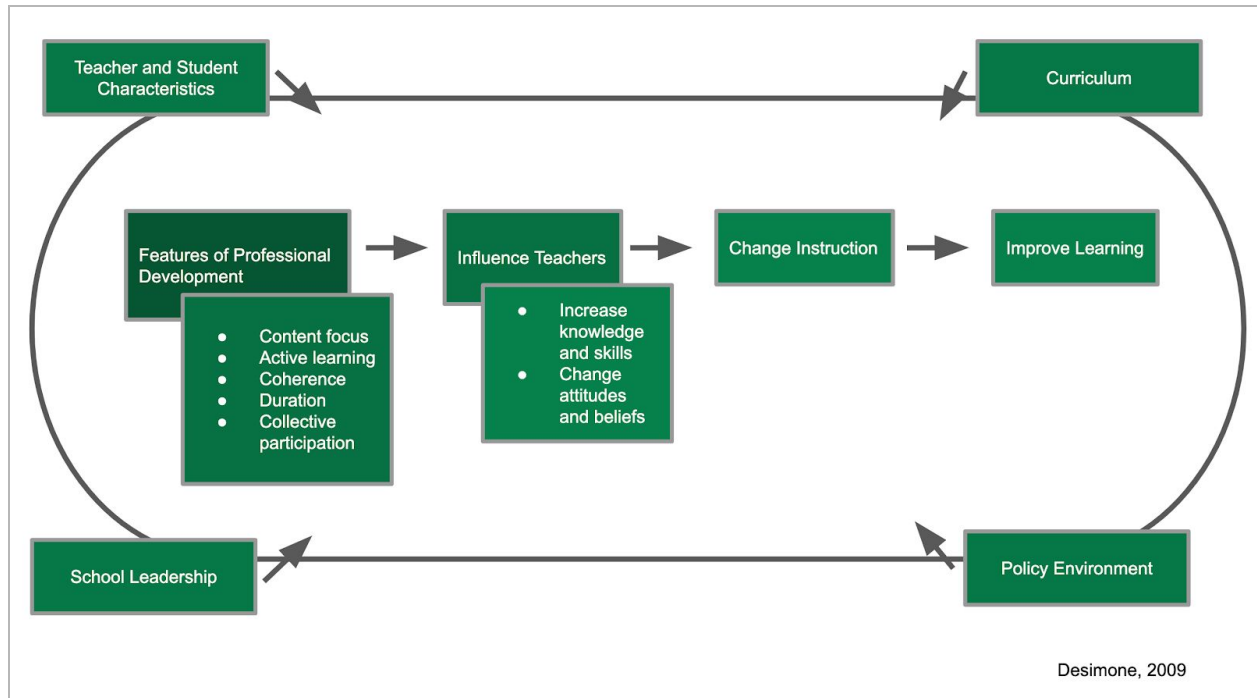 Teacher and Student
Characteristics
Curriculum
Features of Professional
Development
Influence Teachers
Change Instruction
Improve Learning
● Content focus
● Active learning
● Coherence
● Duration
● Collective
participation
● Increase
knowledge
and skills
● Change
attitudes
and beliefs
School Leadership
Policy Environment
Desimone, 2009